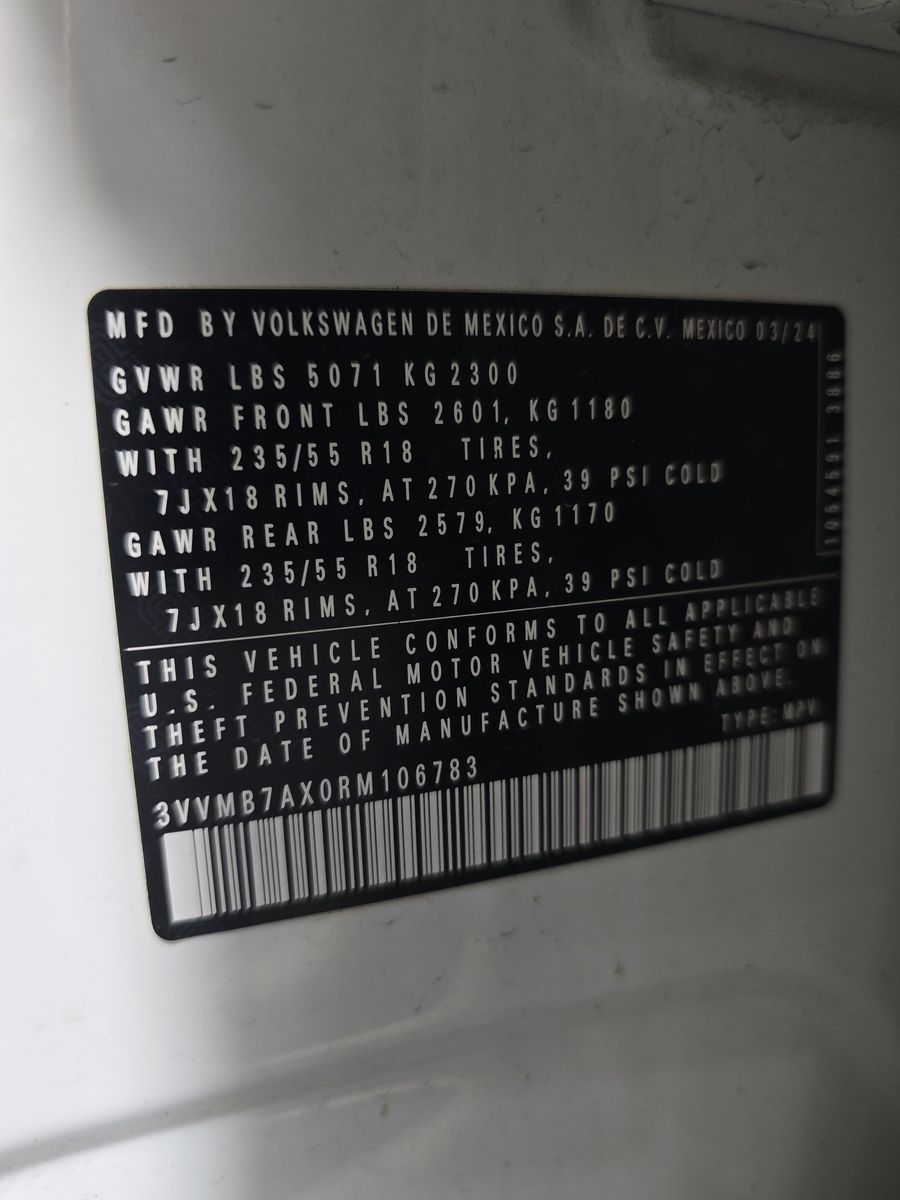 MFD BY VOLKSWAGEN DE MEXICO S.A. DE C.V. MEXICO 03/24
GVWR LBS 5071 KG 2300
GAWR FRONT LBS 2601, KG 1180
WITH 235/55 R18 TIRES,
7JX18 RIMS, AT 270 KPA, 39 PSI COLD
GAWR REAR LBS 2579, KG 1170
WITH 235/55 R18 TIRES,
7JX18 RIMS, AT 270 KPA, 39 PSI COLD
THIS VEHICLE CONFORMS TO ALL APPLICABLE
U.S. FEDERAL MOTOR VEHICLE SAFETY AND
THEFT PREVENTION STANDARDS IN EFFECT ON
THE DATE OF MANUFACTURE SHOWN ABOVE.
TYPE: MPV
3VVMB7AX0RM106783